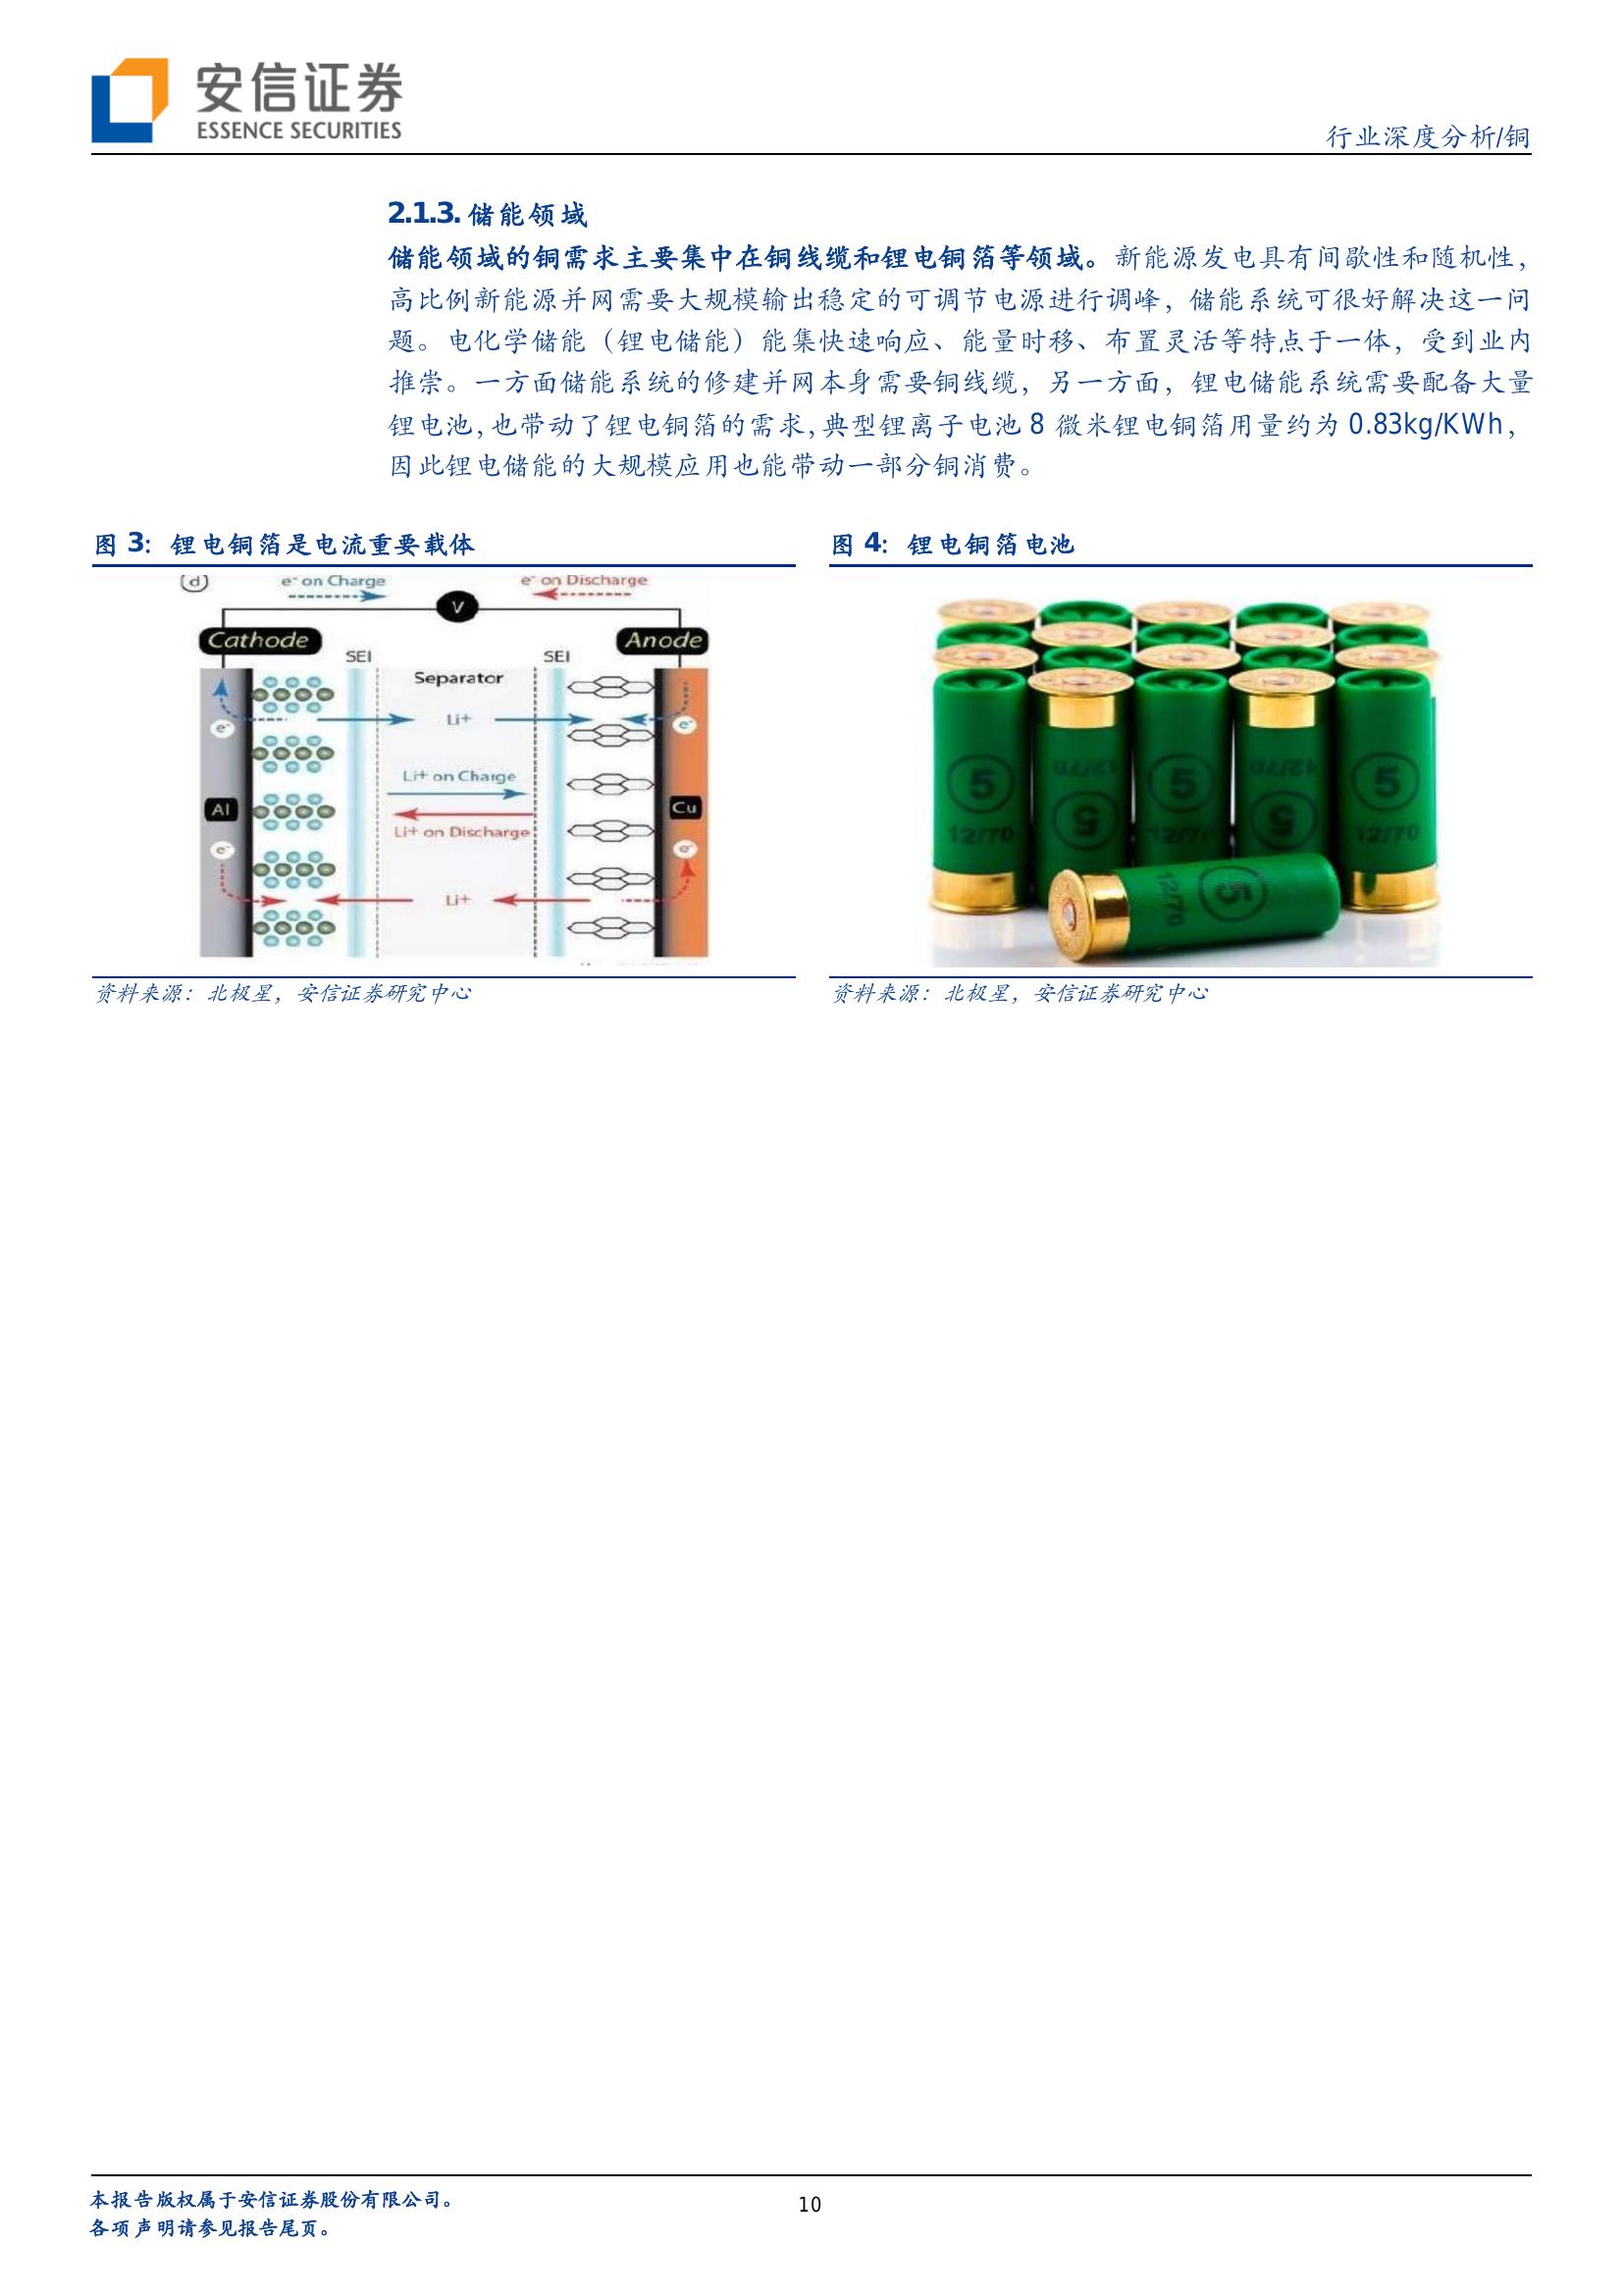 安信证券
ESSENCE SECURITIES
行业深度分析/铜
2.1.3. 储能领域
储能领域的铜需求主要集中在铜线缆和锂电铜箔等领域。新能源发电具有间歇性和随机性，
高比例新能源并网需要大规模输出稳定的可调节电源进行调峰，储能系统可很好解决这一问
题。电化学储能（锂电储能）能集快速响应、能量时移、布置灵活等特点于一体，受到业内
推崇。一方面储能系统的修建并网本身需要铜线缆，另一方面，锂电储能系统需要配备大量
锂电池，也带动了锂电铜箔的需求，典型锂离子电池 8 微米锂电铜箔用量约为 0.83kg/KWh，
因此锂电储能的大规模应用也能带动一部分铜消费。
图 3：锂电铜箔是电流重要载体
(d)
e⁻ on Charge
e⁻ on Discharge
V
Cathode
Anode
SEI
SEI
Separator
Li+
e⁻
e⁻
Li+ on Charge
Al
Cu
Li+ on Discharge
e⁻
e⁻
Li+
资料来源：北极星，安信证券研究中心
图 4：锂电铜箔电池
5
12/70
5
12/70
5
12/70
5
12/70
5
12/70
5
12/70
资料来源：北极星，安信证券研究中心
本报告版权属于安信证券股份有限公司。
各项声明请参见报告尾页。
10